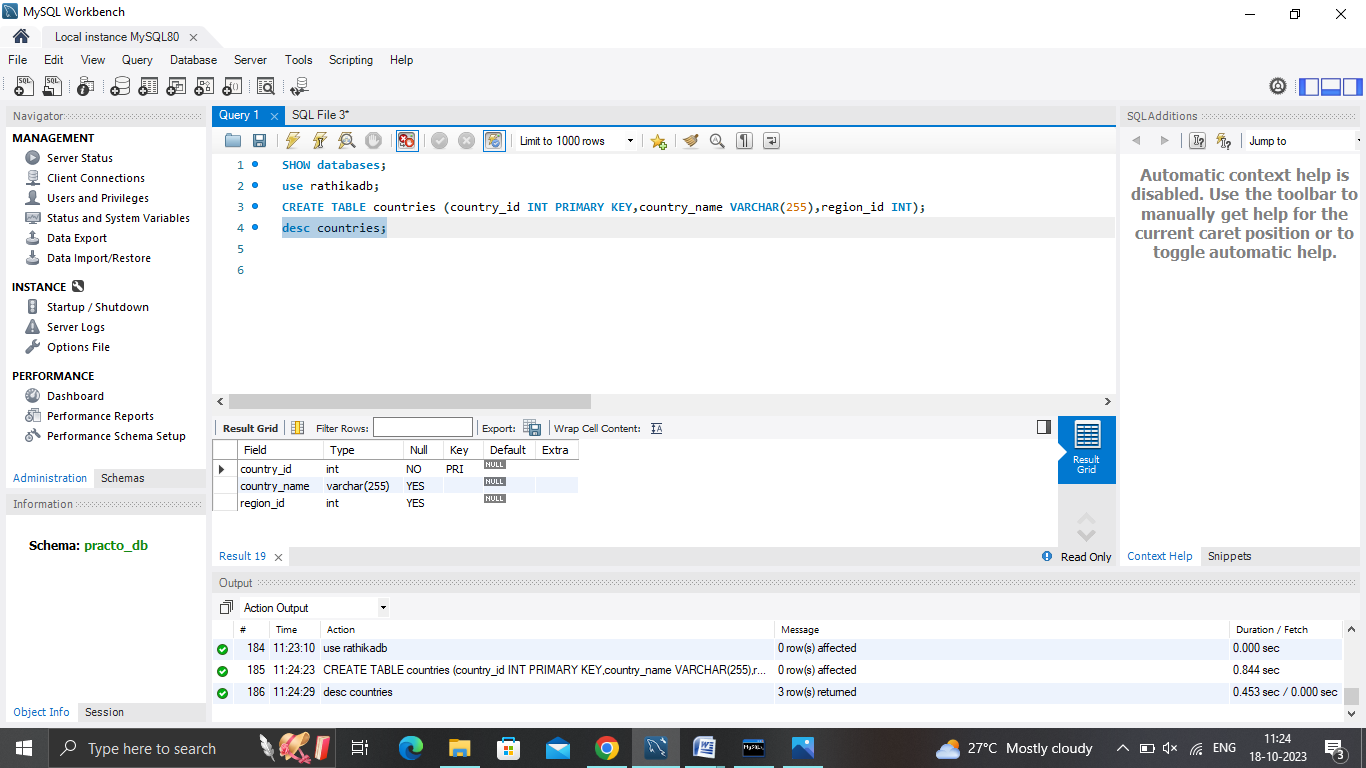 MySQL Workbench
Local instance MySQL80
File Edit View Query Database Server Tools Scripting Help
Navigator
MANAGEMENT
Server Status
Client Connections
Users and Privileges
Status and System Variables
Data Export
Data Import/Restore
INSTANCE
Startup / Shutdown
Server Logs
Options File
PERFORMANCE
Dashboard
Performance Reports
Performance Schema Setup
Administration Schemas
Information
Schema: practo_db
Object Info Session
Query 1 SQL File 3*
Limit to 1000 rows
1 SHOW databases;
2 use rathikadb;
3 CREATE TABLE countries (country_id INT PRIMARY KEY,country_name VARCHAR(255),region_id INT);
4 desc countries;
5
6
Result Grid Filter Rows: Export: Wrap Cell Content:
Field Type Null Key Default Extra
country_id int NO PRI NULL
country_name varchar(255) YES NULL
region_id int YES NULL
Result Grid
Result 19
Read Only
SQLAdditions
Jump to
Automatic context help is
disabled. Use the toolbar to
manually get help for the
current caret position or to
toggle automatic help.
Context Help Snippets
Output
Action Output
# Time Action Message Duration / Fetch
184 11:23:10 use rathikadb 0 row(s) affected 0.000 sec
185 11:24:23 CREATE TABLE countries (country_id INT PRIMARY KEY,country_name VARCHAR(255),r... 0 row(s) affected 0.844 sec
186 11:24:29 desc countries 3 row(s) returned 0.453 sec / 0.000 sec
Type here to search
27°C Mostly cloudy
ENG
11:24
18-10-2023
3